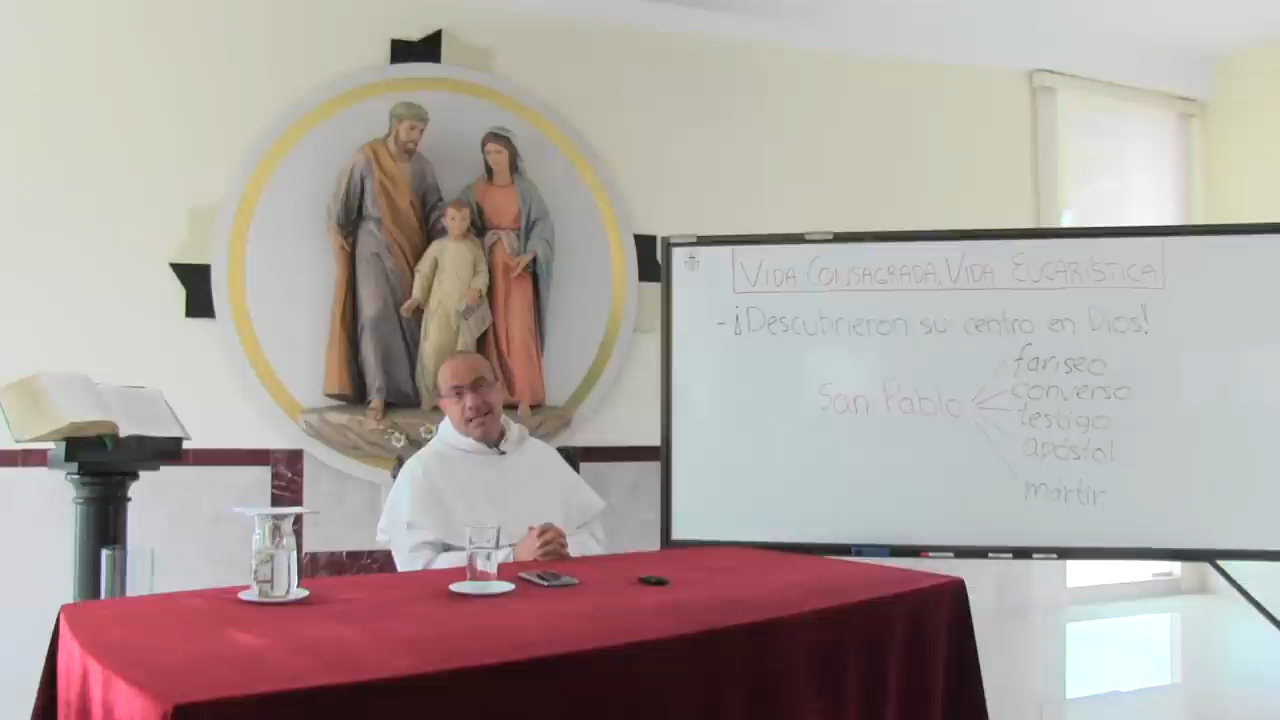 VIDA CONSAGRADA, VIDA EUCARÍSTICA
- ¡Descubrieron su centro en Dios!
San Pablo
fariseo
converso
testigo
apóstol
mártir